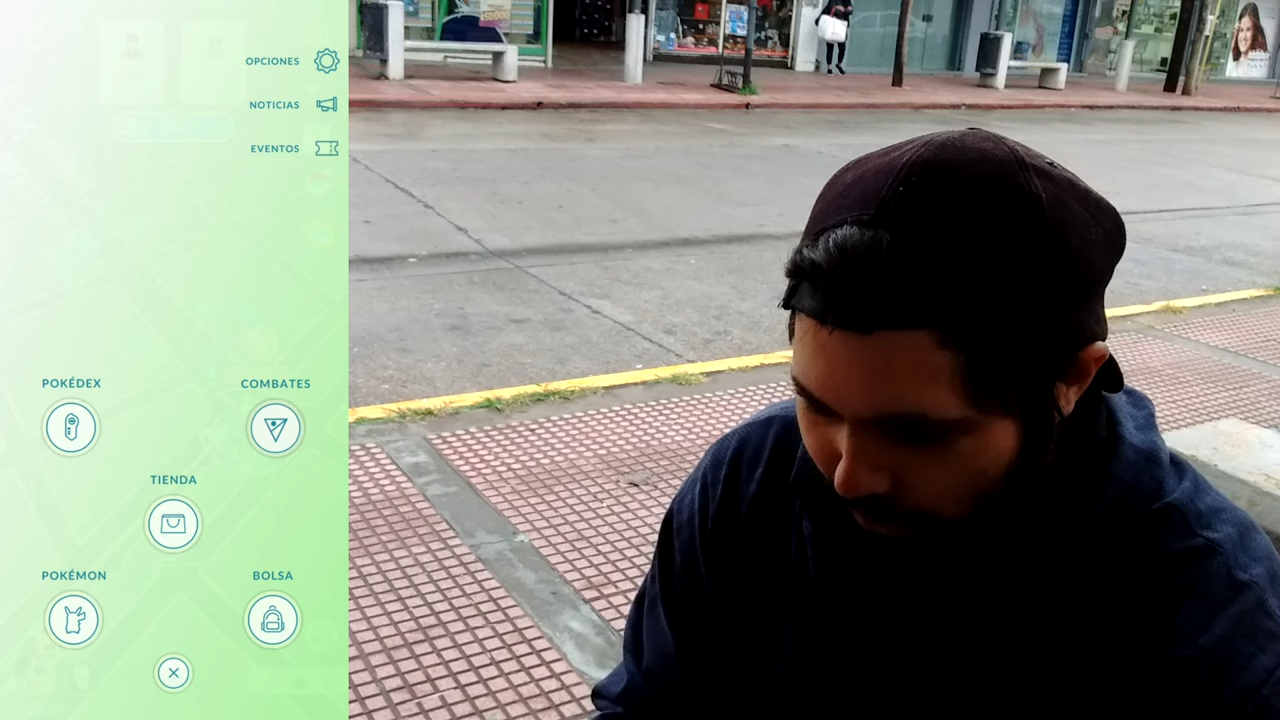 OPCIONES
NOTICIAS
EVENTOS
POKÉDEX
COMBATES
TIENDA
POKÉMON
BOLSA